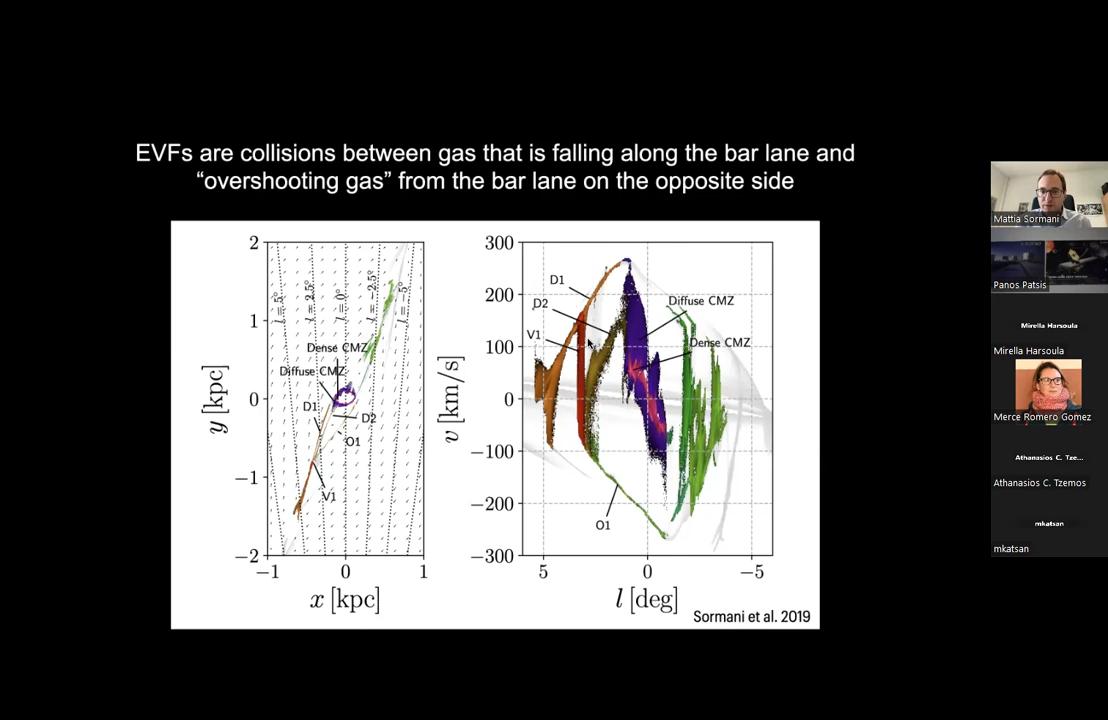 EVFs are collisions between gas that is falling along the bar lane and
“overshooting gas” from the bar lane on the opposite side
2
1
0
−1
−2
y [kpc]
−1
0
1
x [kpc]
l = 5°
l = 2.5°
l = 0°
l = −2.5°
l = −5°
Dense CMZ
Diffuse CMZ
D1
D2
O1
V1
300
200
100
0
−100
−200
−300
v [km/s]
5
0
−5
l [deg]
D1
D2
V1
Diffuse CMZ
Dense CMZ
O1
Sormani et al. 2019
Mattia Sormani
Panos Patsis
Mirella Harsoula
Mirella Harsoula
Merce Romero Gomez
Athanasios C. Tze...
Athanasios C. Tzemos
mkatsan
mkatsan